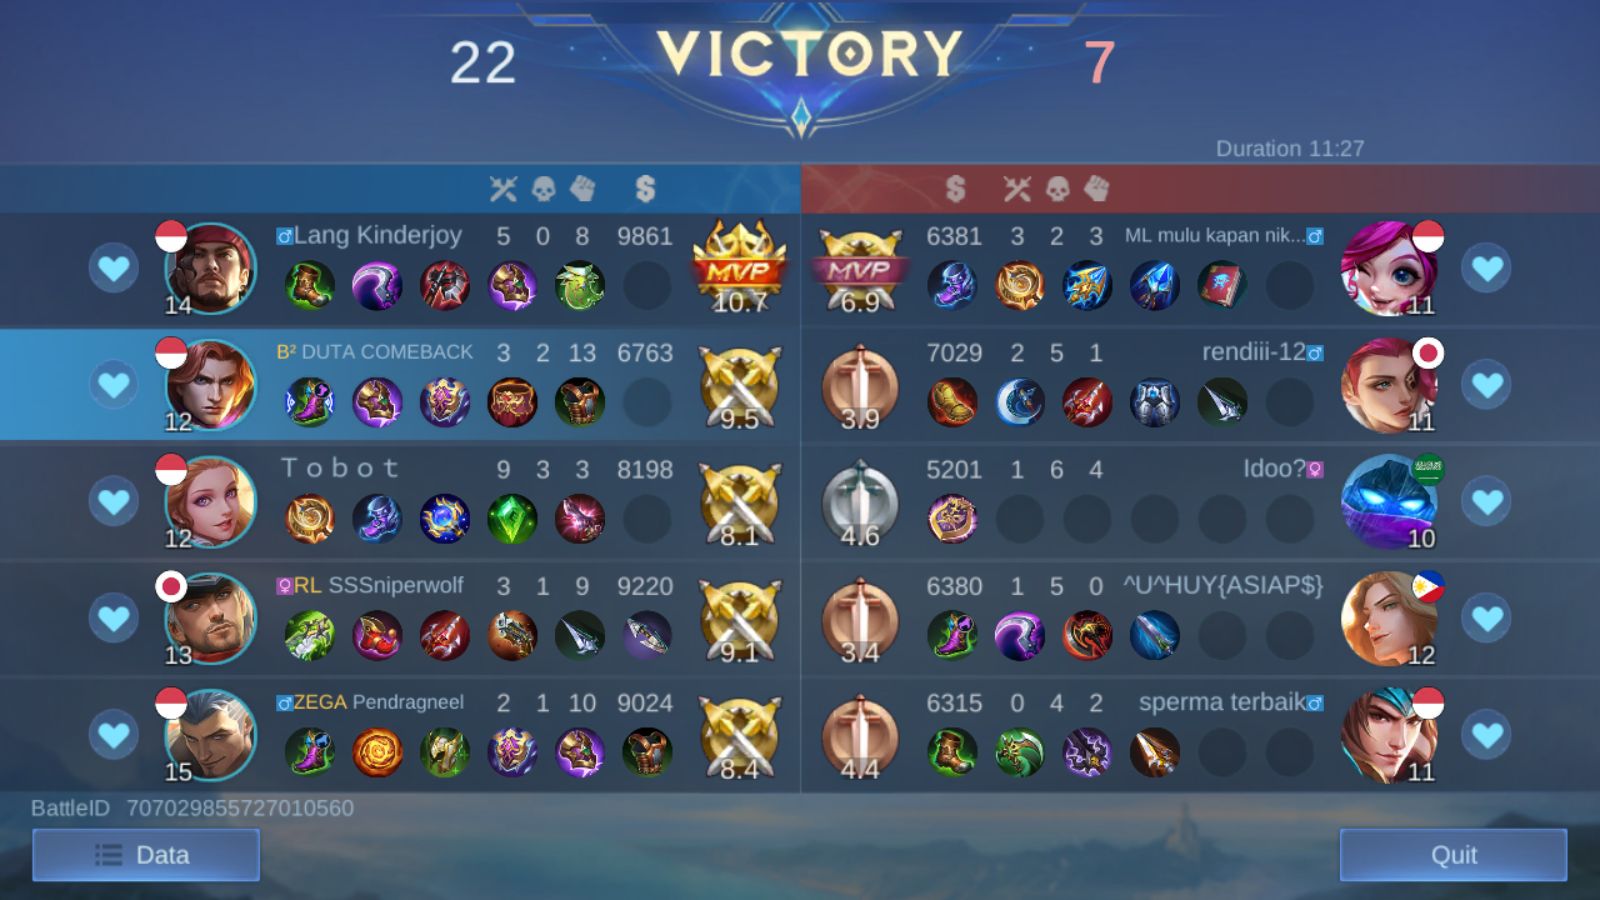 22 VICTORY 7
Duration 11:27
Lang Kinderjoy 5 0 8 9861 MVP 10.7
14
MVP 6.9 6381 3 2 3 ML mulu kapan nik...
11
B² DUTA COMEBACK 3 2 13 6763 9.5
12
3.9 7029 2 5 1 rendiii-12
11
Tobot 9 3 3 8198 8.1
12
4.6 5201 1 6 4 Idoo?
10
RL SSSniperwolf 3 1 9 9220 9.1
13
3.4 6380 1 5 0 ^U^HUY{ASIAP$}
12
ZEGA Pendragneel 2 1 10 9024 8.4
15
4.4 6315 0 4 2 sperma terbaik
11
BattleID 707029855727010560
Data
Quit